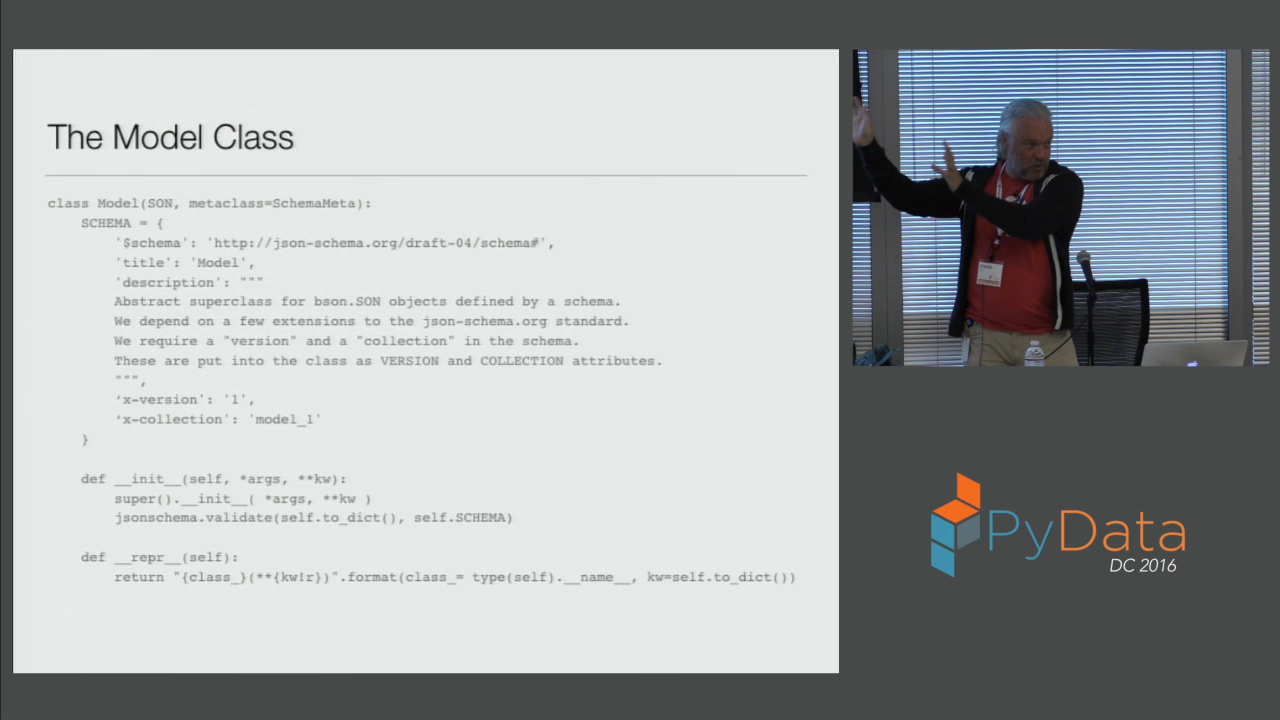 The Model Class
class Model(SON, metaclass=SchemaMeta):
    SCHEMA = {
        '$schema': 'http://json-schema.org/draft-04/schema#',
        'title': 'Model',
        'description': """
        Abstract superclass for bson.SON objects defined by a schema.
        We depend on a few extensions to the json-schema.org standard.
        We require a "version" and a "collection" in the schema.
        These are put into the class as VERSION and COLLECTION attributes.
        """,
        ‘x-version': '1',
        ‘x-collection': 'model_1'
    }
    def __init__(self, *args, **kw):
        super().__init__( *args, **kw )
        jsonschema.validate(self.to_dict(), self.SCHEMA)
    def __repr__(self):
        return "{class_}(**{kw!r})".format(class_= type(self).__name__, kw=self.to_dict())
PyData
DC 2016